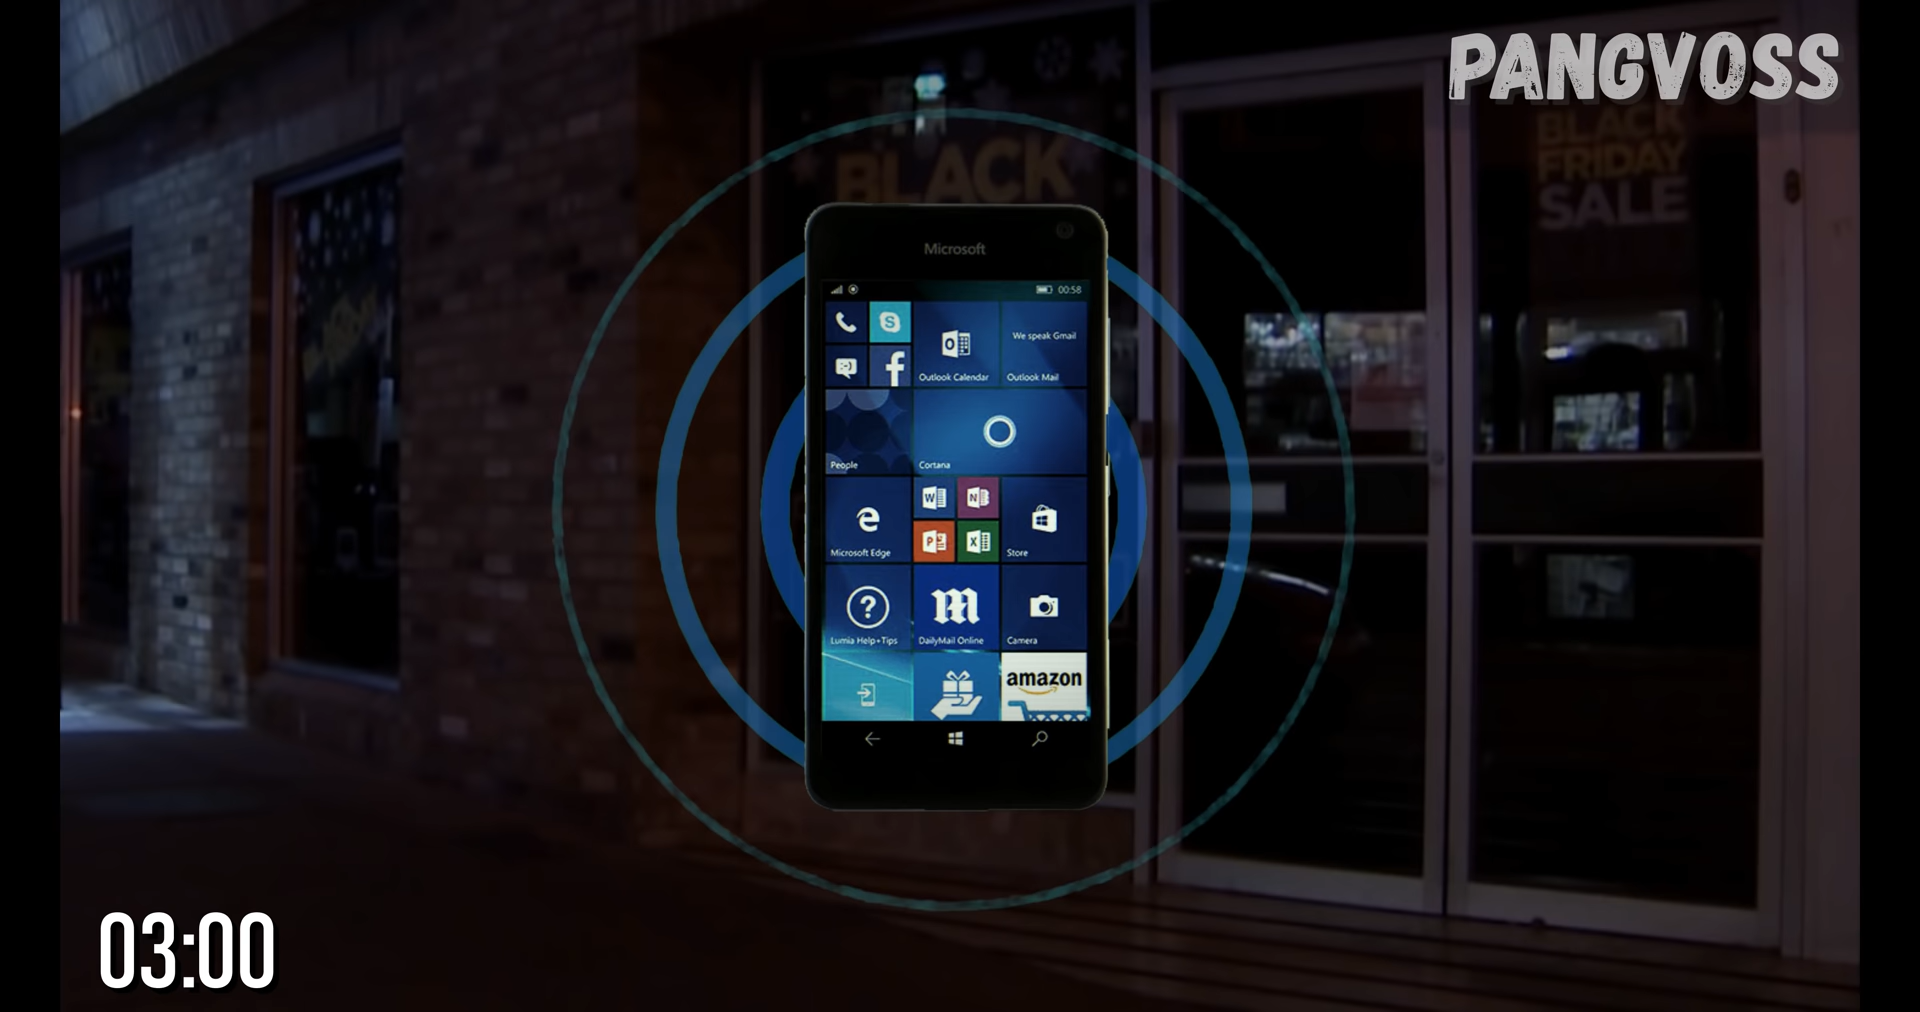 PANGVOSS
BLACK
BLACK
FRIDAY
SALE
Microsoft
00:58
We speak Gmail
Outlook Calendar
Outlook Mail
People
Cortana
Microsoft Edge
Store
Lumia Help+Tips
DailyMail Online
Camera
amazon
03:00